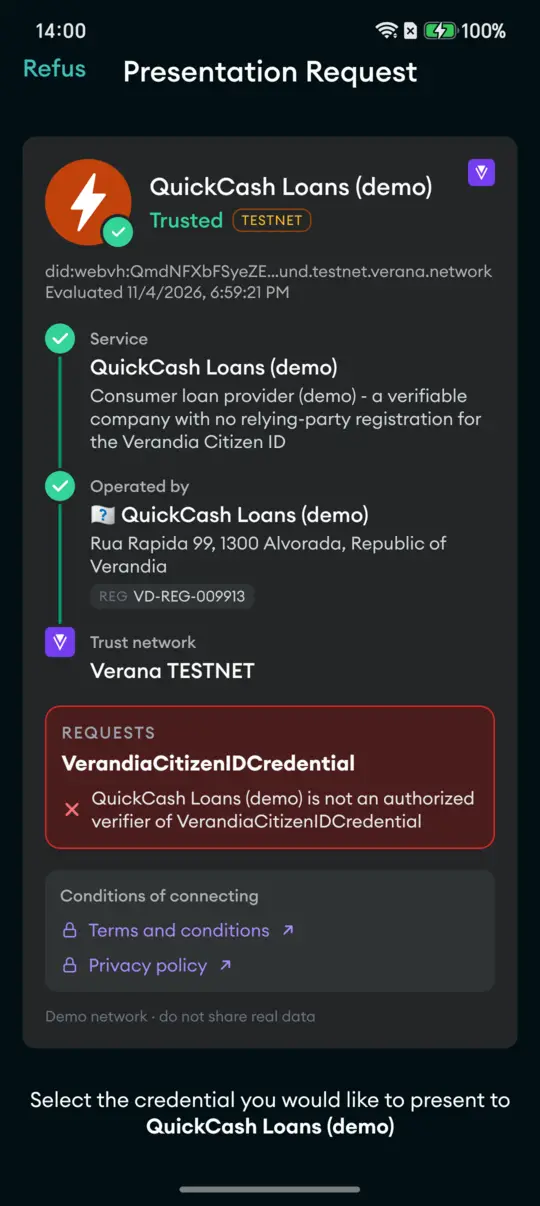 14:00
100%
Refus
Presentation Request
QuickCash Loans (demo)
Trusted
TESTNET
did:webvh:QmdNFXbFSyeZE...und.testnet.verana.network
Evaluated 11/4/2026, 6:59:21 PM
Service
QuickCash Loans (demo)
Consumer loan provider (demo) - a verifiable
company with no relying-party registration for
the Verandia Citizen ID
Operated by
QuickCash Loans (demo)
Rua Rapida 99, 1300 Alvorada, Republic of
Verandia
REG VD-REG-009913
Trust network
Verana TESTNET
REQUESTS
VerandiaCitizenIDCredential
QuickCash Loans (demo) is not an authorized
verifier of VerandiaCitizenIDCredential
Conditions of connecting
Terms and conditions
Privacy policy
Demo network · do not share real data
Select the credential you would like to present to
QuickCash Loans (demo)